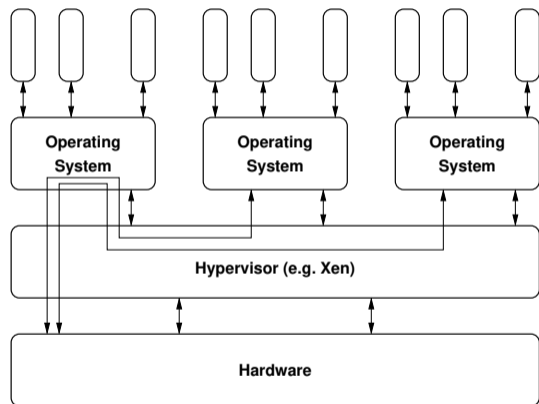 Operating
System
Operating
System
Operating
System
Hypervisor (e.g. Xen)
Hardware